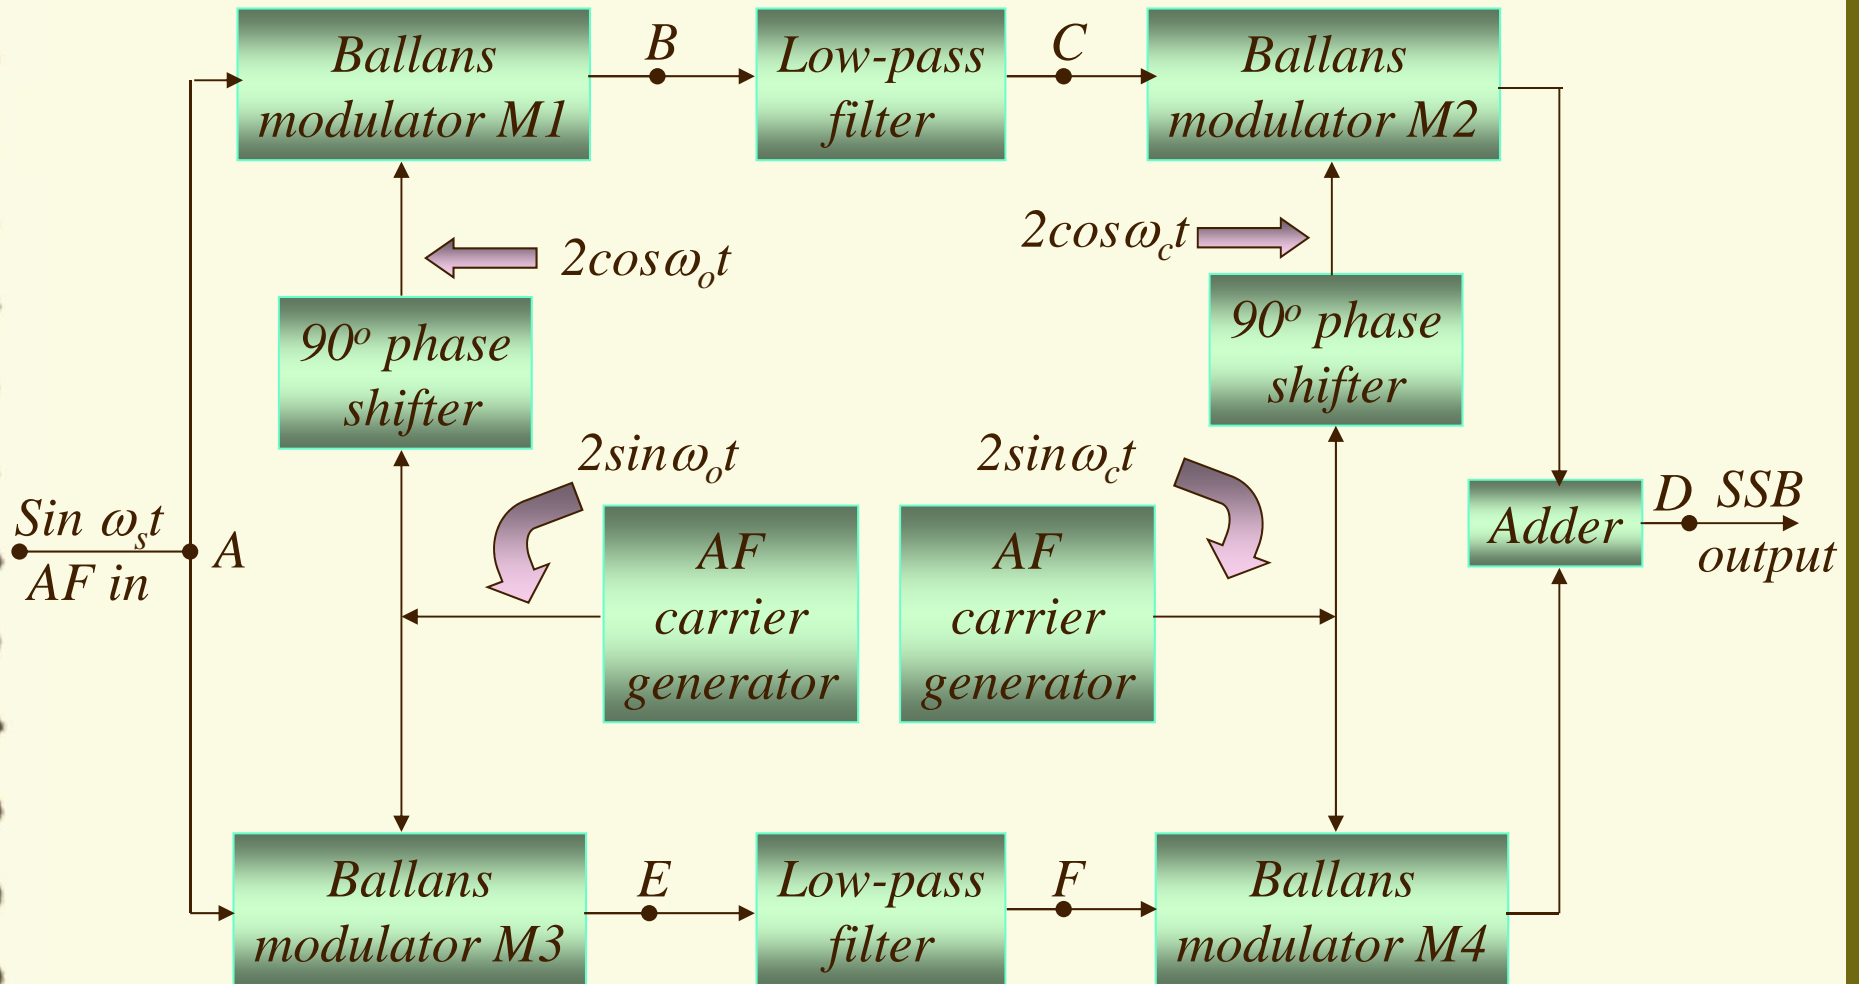 Ballans
modulator M1
B
Low-pass
filter
C
Ballans
modulator M2
2cosωₒt
2cosω꜀t
90º phase
shifter
90º phase
shifter
2sinωₒt
2sinω꜀t
Sin ωₛt
AF in
A
AF
carrier
generator
AF
carrier
generator
Adder
D
SSB
output
Ballans
modulator M3
E
Low-pass
filter
F
Ballans
modulator M4